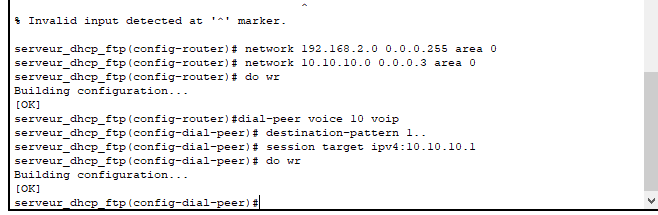 ^
% Invalid input detected at '^' marker.
serveur_dhcp_ftp(config-router)# network 192.168.2.0 0.0.0.255 area 0
serveur_dhcp_ftp(config-router)# network 10.10.10.0 0.0.0.3 area 0
serveur_dhcp_ftp(config-router)# do wr
Building configuration...
[OK]
serveur_dhcp_ftp(config-router)#dial-peer voice 10 voip
serveur_dhcp_ftp(config-dial-peer)# destination-pattern 1..
serveur_dhcp_ftp(config-dial-peer)# session target ipv4:10.10.10.1
serveur_dhcp_ftp(config-dial-peer)# do wr
Building configuration...
[OK]
serveur_dhcp_ftp(config-dial-peer)#